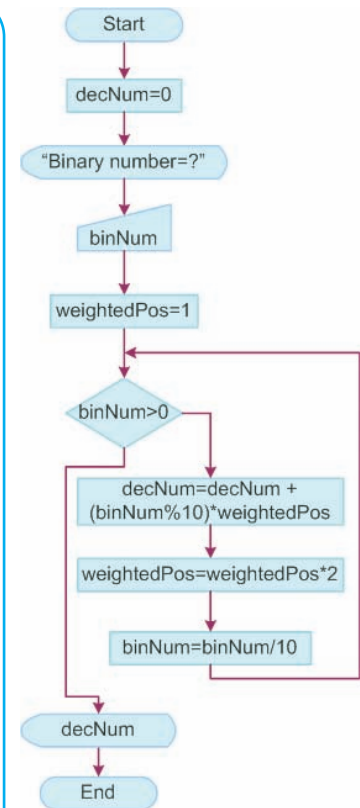 Start
decNum=0
“Binary number=?”
binNum
weightedPos=1
binNum>0
decNum=decNum +
(binNum%10)*weightedPos
weightedPos=weightedPos*2
binNum=binNum/10
decNum
End